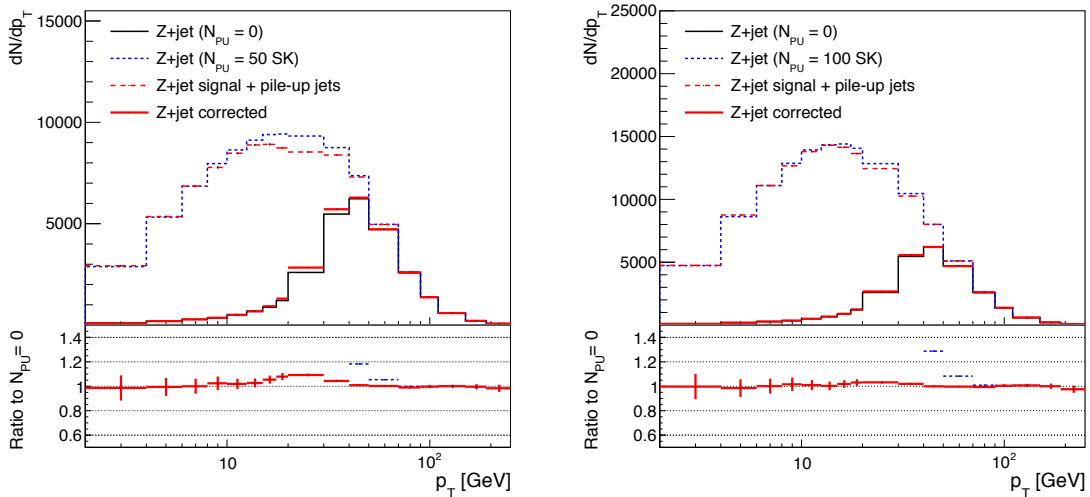 dN/dp_T
15000
10000
5000
Z+jet (N_PU = 0)
Z+jet (N_PU = 50 SK)
Z+jet signal + pile-up jets
Z+jet corrected
Ratio to N_PU= 0
1.4
1.2
1
0.8
0.6
10
10^2
p_T [GeV]
dN/dp_T
25000
20000
15000
10000
5000
Z+jet (N_PU = 0)
Z+jet (N_PU = 100 SK)
Z+jet signal + pile-up jets
Z+jet corrected
Ratio to N_PU= 0
1.4
1.2
1
0.8
0.6
10
10^2
p_T [GeV]